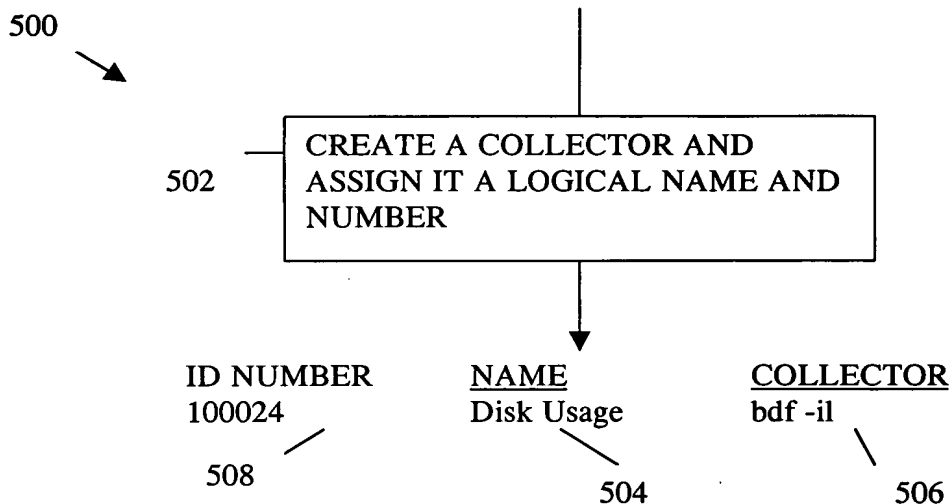 500
CREATE A COLLECTOR AND
ASSIGN IT A LOGICAL NAME AND
NUMBER
502
ID NUMBER NAME COLLECTOR
100024 Disk Usage bdf -il
508 504 506